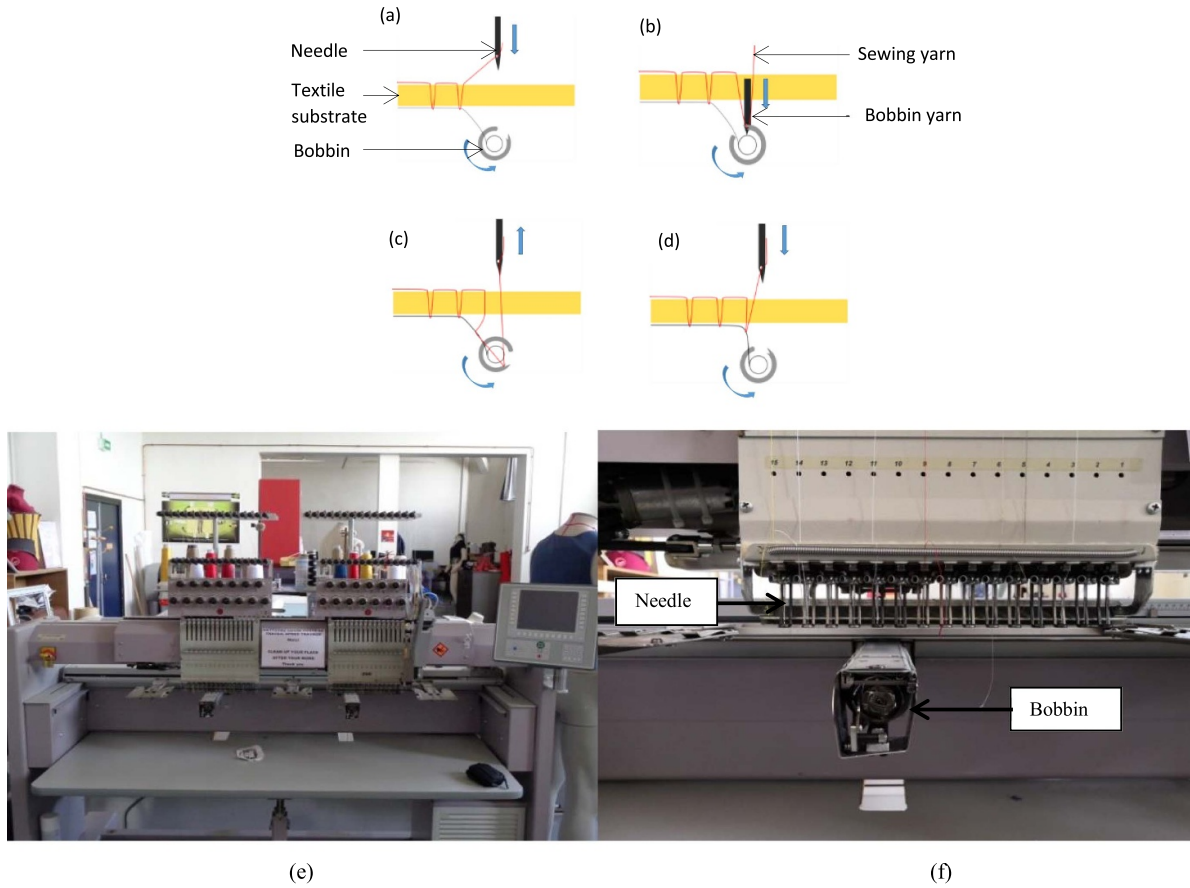 (a)
Needle
Textile
substrate
Bobbin
(b)
Sewing yarn
Bobbin yarn
(c)
(d)
CLEAN UP YOUR PLACE
AFTER YOUR WORK
Thank you
15 14 13 12 11 10 9 8 7 6 5 4 3 2 1
Needle
Bobbin
(e)
(f)